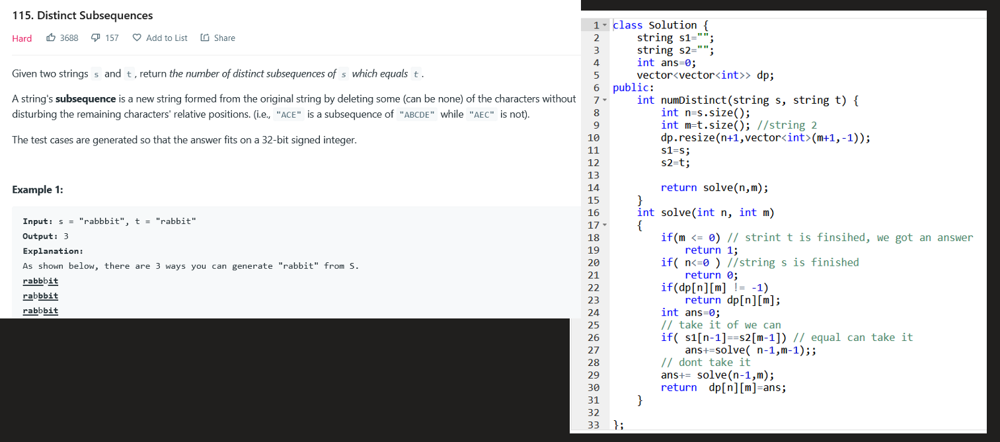 115. Distinct Subsequences
Hard 3688 157 Add to List Share
Given two strings s and t , return the number of distinct subsequences of s which equals t .
A string's subsequence is a new string formed from the original string by deleting some (can be none) of the characters without
disturbing the remaining characters' relative positions. (i.e., "ACE" is a subsequence of "ABCDE" while "AEC" is not).
The test cases are generated so that the answer fits on a 32-bit signed integer.
Example 1:
Input: s = "rabbbit", t = "rabbit"
Output: 3
Explanation:
As shown below, there are 3 ways you can generate "rabbit" from S.
rabbbit
rabbbit
rabbbit
1 class Solution {
2 string s1="";
3 string s2="";
4 int ans=0;
5 vector<vector<int>> dp;
6 public:
7 int numDistinct(string s, string t) {
8 int n=s.size();
9 int m=t.size(); //string 2
10 dp.resize(n+1,vector<int>(m+1,-1));
11 s1=s;
12 s2=t;
13
14 return solve(n,m);
15 }
16 int solve(int n, int m)
17 {
18 if(m <= 0) // strint t is finsihed, we got an answer
19 return 1;
20 if( n<=0 ) //string s is finished
21 return 0;
22 if(dp[n][m] != -1)
23 return dp[n][m];
24 int ans=0;
25 // take it of we can
26 if( s1[n-1]==s2[m-1]) // equal can take it
27 ans+=solve( n-1,m-1);;
28 // dont take it
29 ans+= solve(n-1,m);
30 return dp[n][m]=ans;
31 }
32
33 };